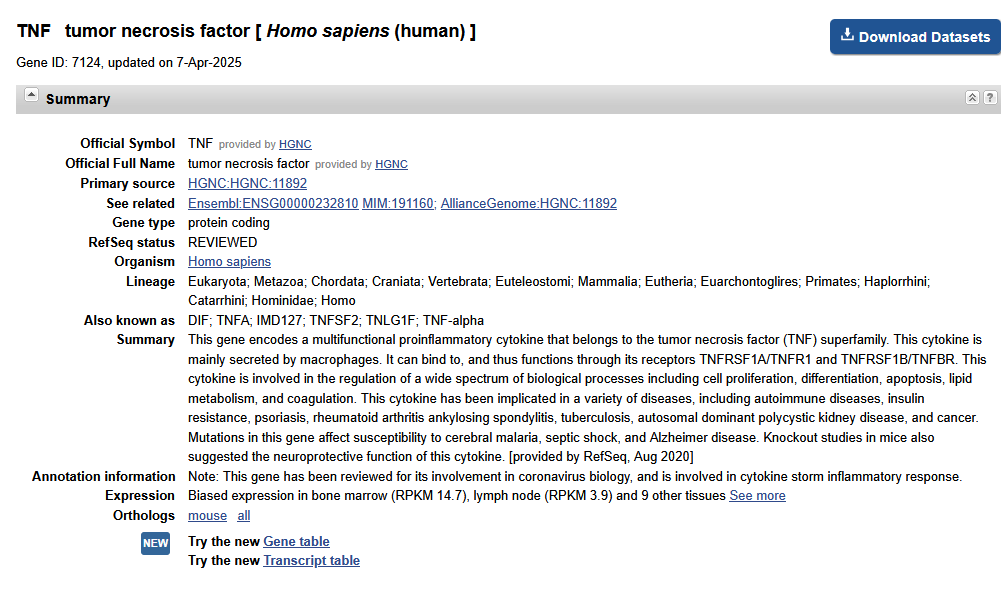 TNF tumor necrosis factor [ Homo sapiens (human) ]
Download Datasets
Gene ID: 7124, updated on 7-Apr-2025
Summary
?
Official Symbol TNF provided by HGNC
Official Full Name tumor necrosis factor provided by HGNC
Primary source HGNC:HGNC:11892
See related Ensembl:ENSG00000232810 MIM:191160; AllianceGenome:HGNC:11892
Gene type protein coding
RefSeq status REVIEWED
Organism Homo sapiens
Lineage Eukaryota; Metazoa; Chordata; Craniata; Vertebrata; Euteleostomi; Mammalia; Eutheria; Euarchontoglires; Primates; Haplorrhini;
Catarrhini; Hominidae; Homo
Also known as DIF; TNFA; IMD127; TNFSF2; TNLG1F; TNF-alpha
Summary This gene encodes a multifunctional proinflammatory cytokine that belongs to the tumor necrosis factor (TNF) superfamily. This cytokine is
mainly secreted by macrophages. It can bind to, and thus functions through its receptors TNFRSF1A/TNFR1 and TNFRSF1B/TNFBR. This
cytokine is involved in the regulation of a wide spectrum of biological processes including cell proliferation, differentiation, apoptosis, lipid
metabolism, and coagulation. This cytokine has been implicated in a variety of diseases, including autoimmune diseases, insulin
resistance, psoriasis, rheumatoid arthritis ankylosing spondylitis, tuberculosis, autosomal dominant polycystic kidney disease, and cancer.
Mutations in this gene affect susceptibility to cerebral malaria, septic shock, and Alzheimer disease. Knockout studies in mice also
suggested the neuroprotective function of this cytokine. [provided by RefSeq, Aug 2020]
Annotation information Note: This gene has been reviewed for its involvement in coronavirus biology, and is involved in cytokine storm inflammatory response.
Expression Biased expression in bone marrow (RPKM 14.7), lymph node (RPKM 3.9) and 9 other tissues See more
Orthologs mouse all
NEW Try the new Gene table
Try the new Transcript table